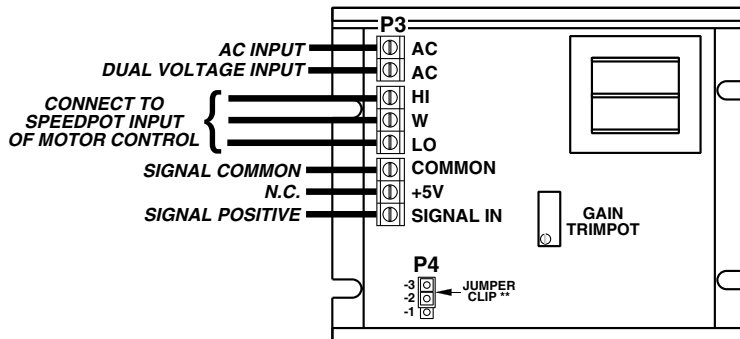 P3
AC INPUT AC
DUAL VOLTAGE INPUT AC
HI
CONNECT TO
SPEEDPOT INPUT W
OF MOTOR CONTROL LO
SIGNAL COMMON COMMON
N.C. +5V
SIGNAL POSITIVE SIGNAL IN
GAIN
TRIMPOT
P4
-3 JUMPER
-2 CLIP **
-1